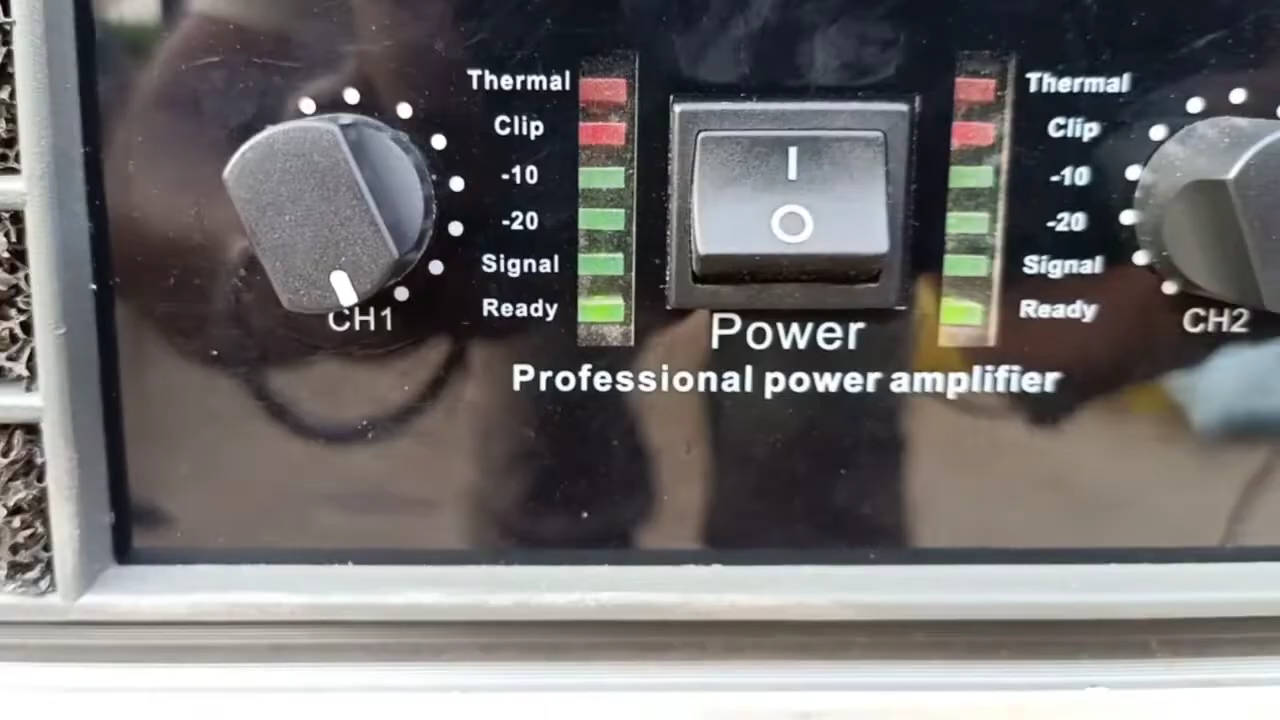 Thermal
Clip
-10
-20
Signal
Ready
CH1
I
O
Power
Professional power amplifier
Thermal
Clip
-10
-20
Signal
Ready
CH2